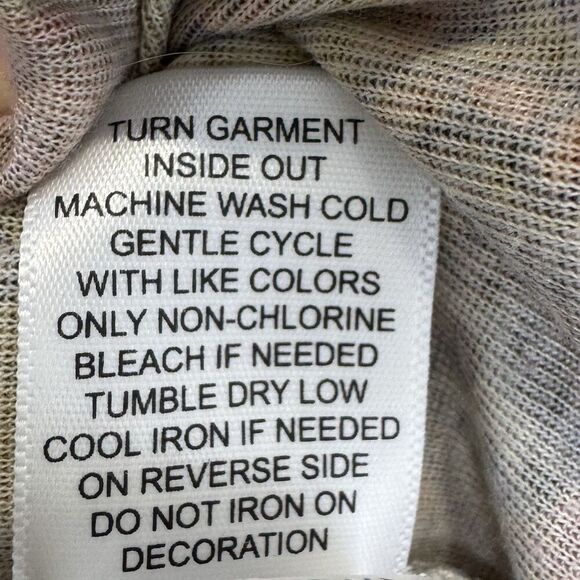 TURN GARMENT
INSIDE OUT
MACHINE WASH COLD
GENTLE CYCLE
WITH LIKE COLORS
ONLY NON-CHLORINE
BLEACH IF NEEDED
TUMBLE DRY LOW
COOL IRON IF NEEDED
ON REVERSE SIDE
DO NOT IRON ON
DECORATION